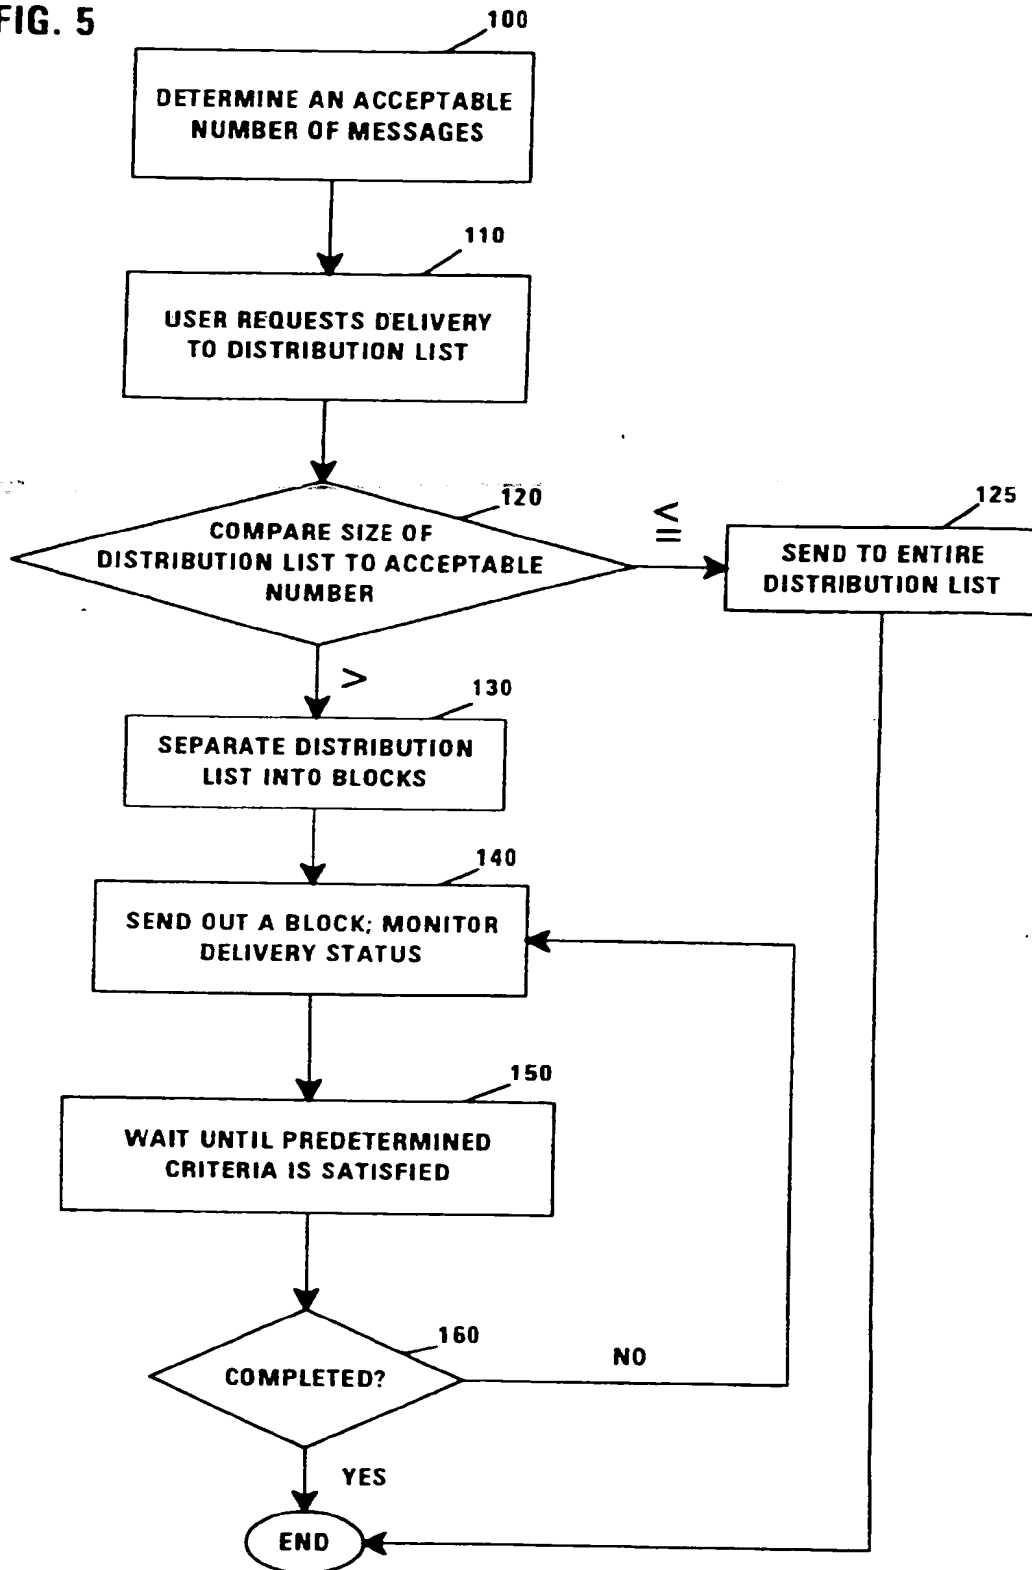 FIG. 5
100
DETERMINE AN ACCEPTABLE
NUMBER OF MESSAGES
110
USER REQUESTS DELIVERY
TO DISTRIBUTION LIST
120
COMPARE SIZE OF
DISTRIBUTION LIST TO ACCEPTABLE
NUMBER
≦
125
SEND TO ENTIRE
DISTRIBUTION LIST
>
130
SEPARATE DISTRIBUTION
LIST INTO BLOCKS
140
SEND OUT A BLOCK; MONITOR
DELIVERY STATUS
150
WAIT UNTIL PREDETERMINED
CRITERIA IS SATISFIED
160
COMPLETED?
NO
YES
END